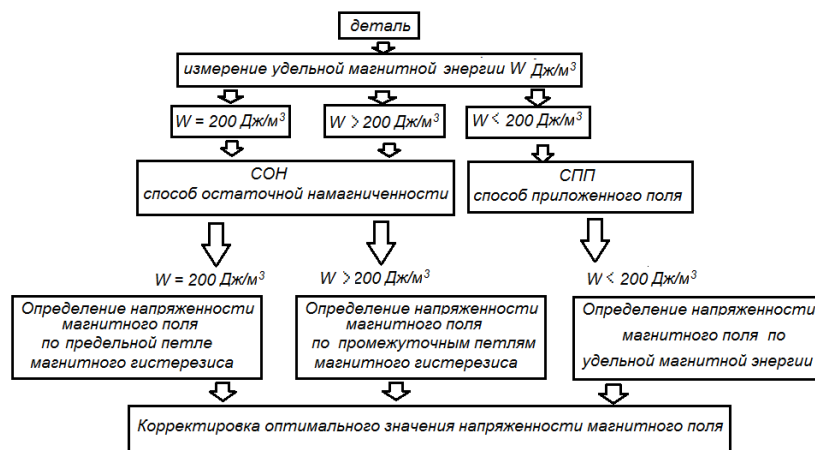 деталь
измерение удельной магнитной энергии W Дж/м³
W = 200 Дж/м³
W > 200 Дж/м³
W < 200 Дж/м³
СОН
способ остаточной намагниченности
СПП
способ приложенного поля
W = 200 Дж/м³
W >200 Дж/м³
W < 200 Дж/м³
Определение напряженности
магнитного поля
по предельной петле
магнитного гистерезиса
Определение напряженности
магнитного поля
по промежуточным петлям
магнитного гистерезиса
Определение напряженности
магнитного поля по
удельной магнитной энергии
Корректировка оптимального значения напряженности магнитного поля